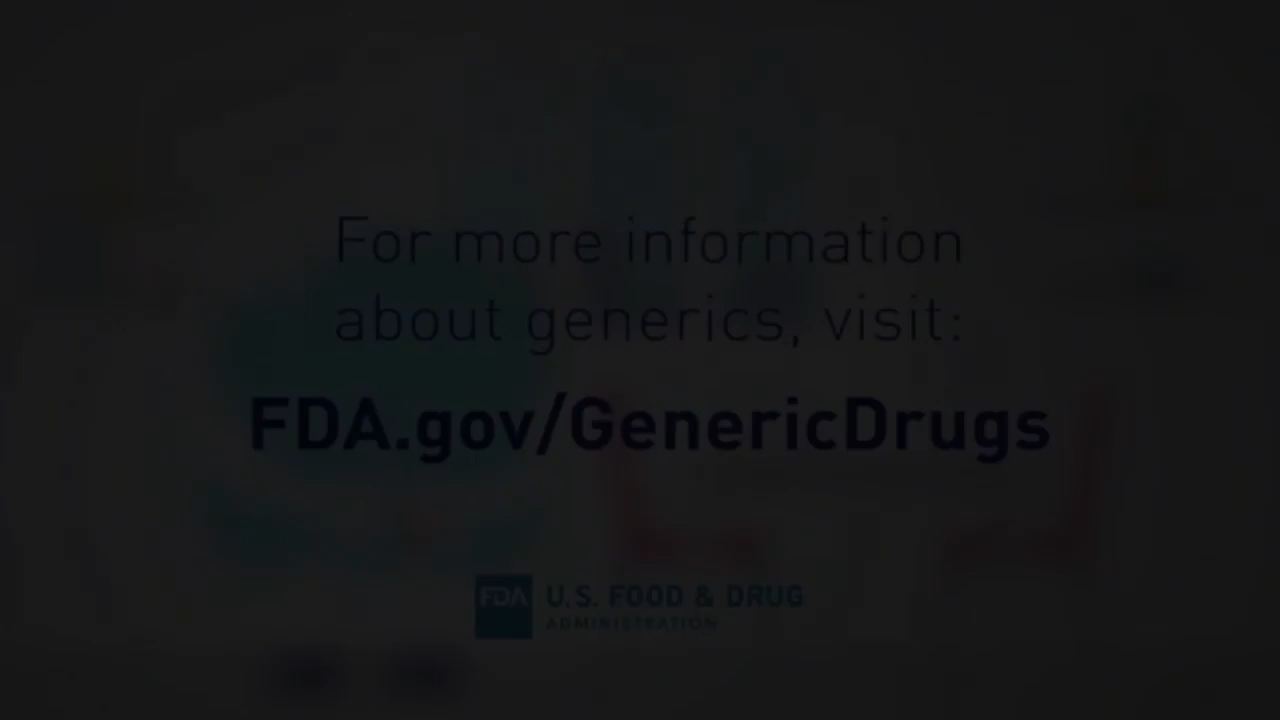 For more information
about generics, visit:
FDA.gov/GenericDrugs
FDA
U.S. FOOD & DRUG
ADMINISTRATION